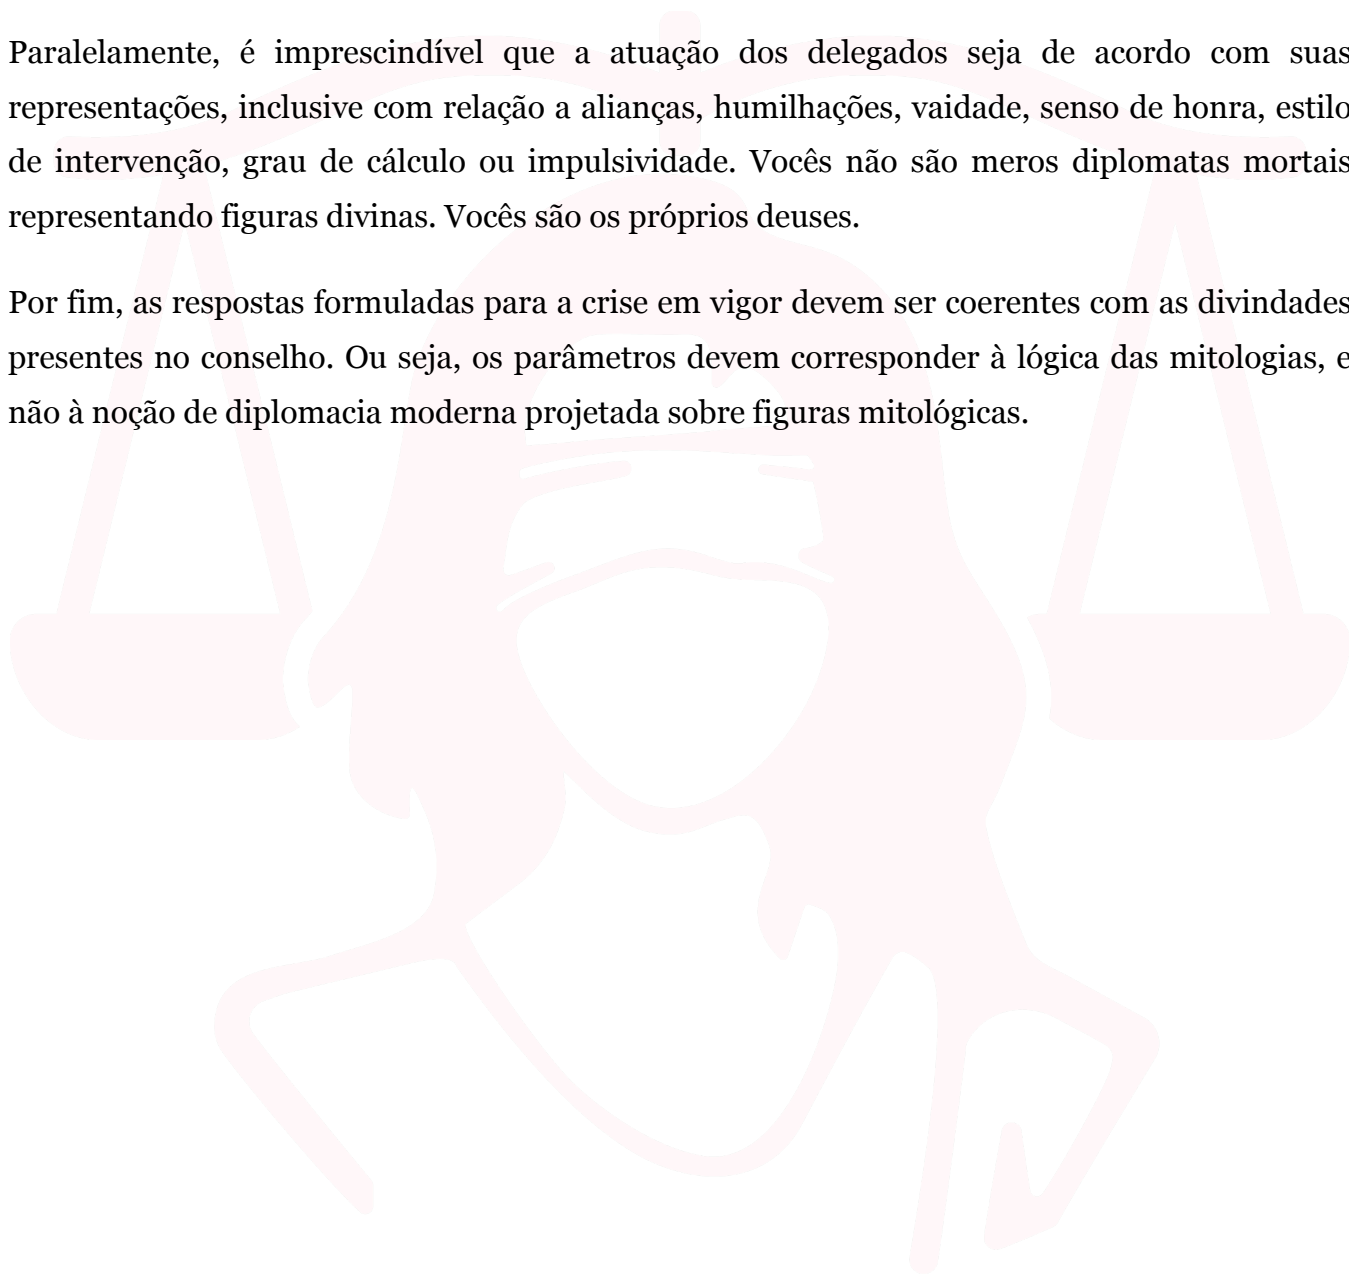 Paralelamente, é imprescindível que a atuação dos delegados seja de acordo com suas
representações, inclusive com relação a alianças, humilhações, vaidade, senso de honra, estilo
de intervenção, grau de cálculo ou impulsividade. Vocês não são meros diplomatas mortais
representando figuras divinas. Vocês são os próprios deuses.
Por fim, as respostas formuladas para a crise em vigor devem ser coerentes com as divindades
presentes no conselho. Ou seja, os parâmetros devem corresponder à lógica das mitologias, e
não à noção de diplomacia moderna projetada sobre figuras mitológicas.